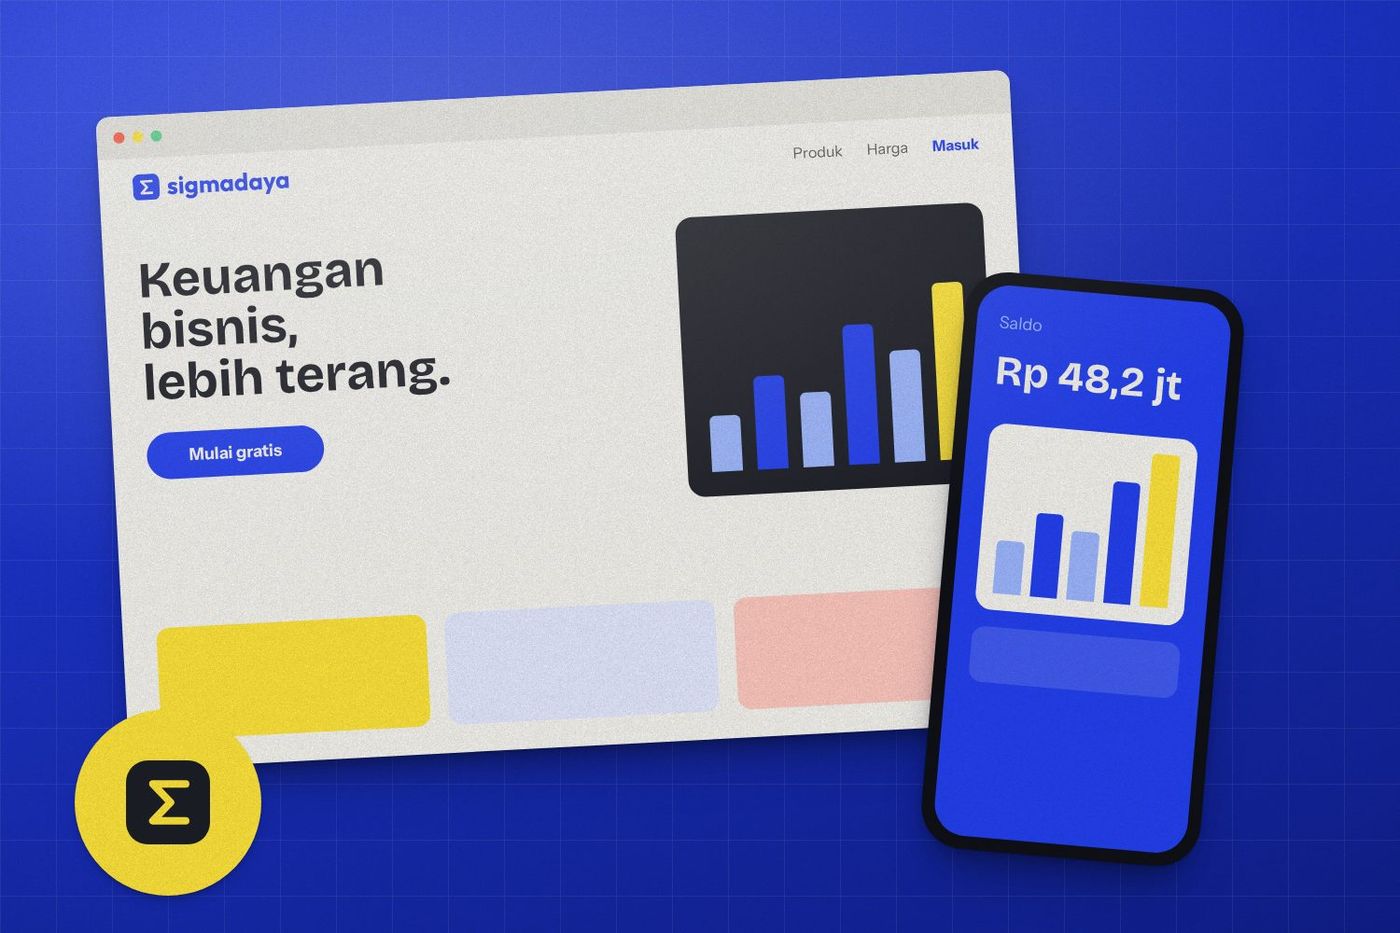 Σ sigmadaya
Produk Harga Masuk
Keuangan
bisnis,
lebih terang.
Mulai gratis
Saldo
Rp 48,2 jt
Σ